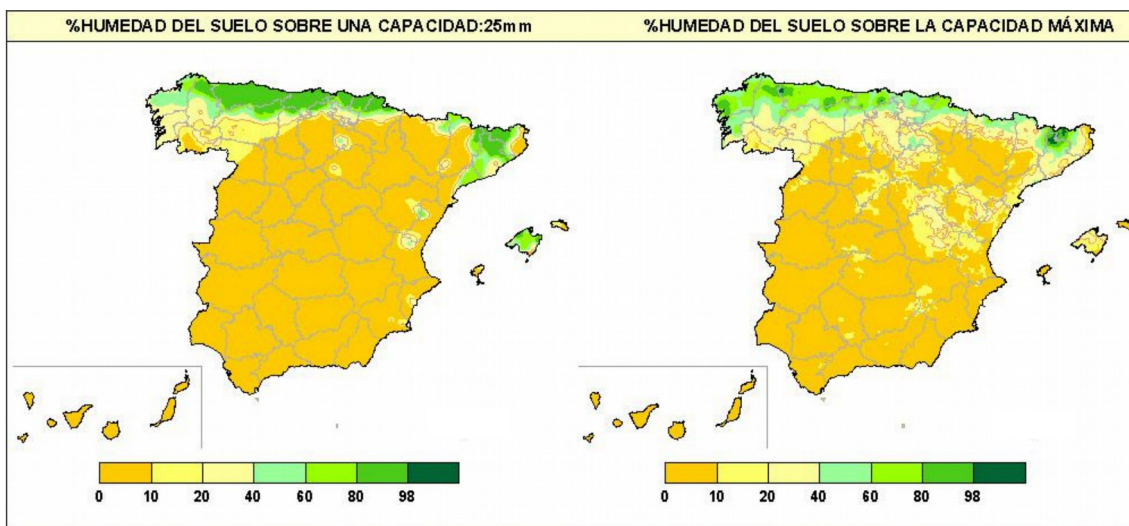 %HUMEDAD DEL SUELO SOBRE UNA CAPACIDAD:25mm
%HUMEDAD DEL SUELO SOBRE LA CAPACIDAD MÁXIMA
0 10 20 40 60 80 98
0 10 20 40 60 80 98